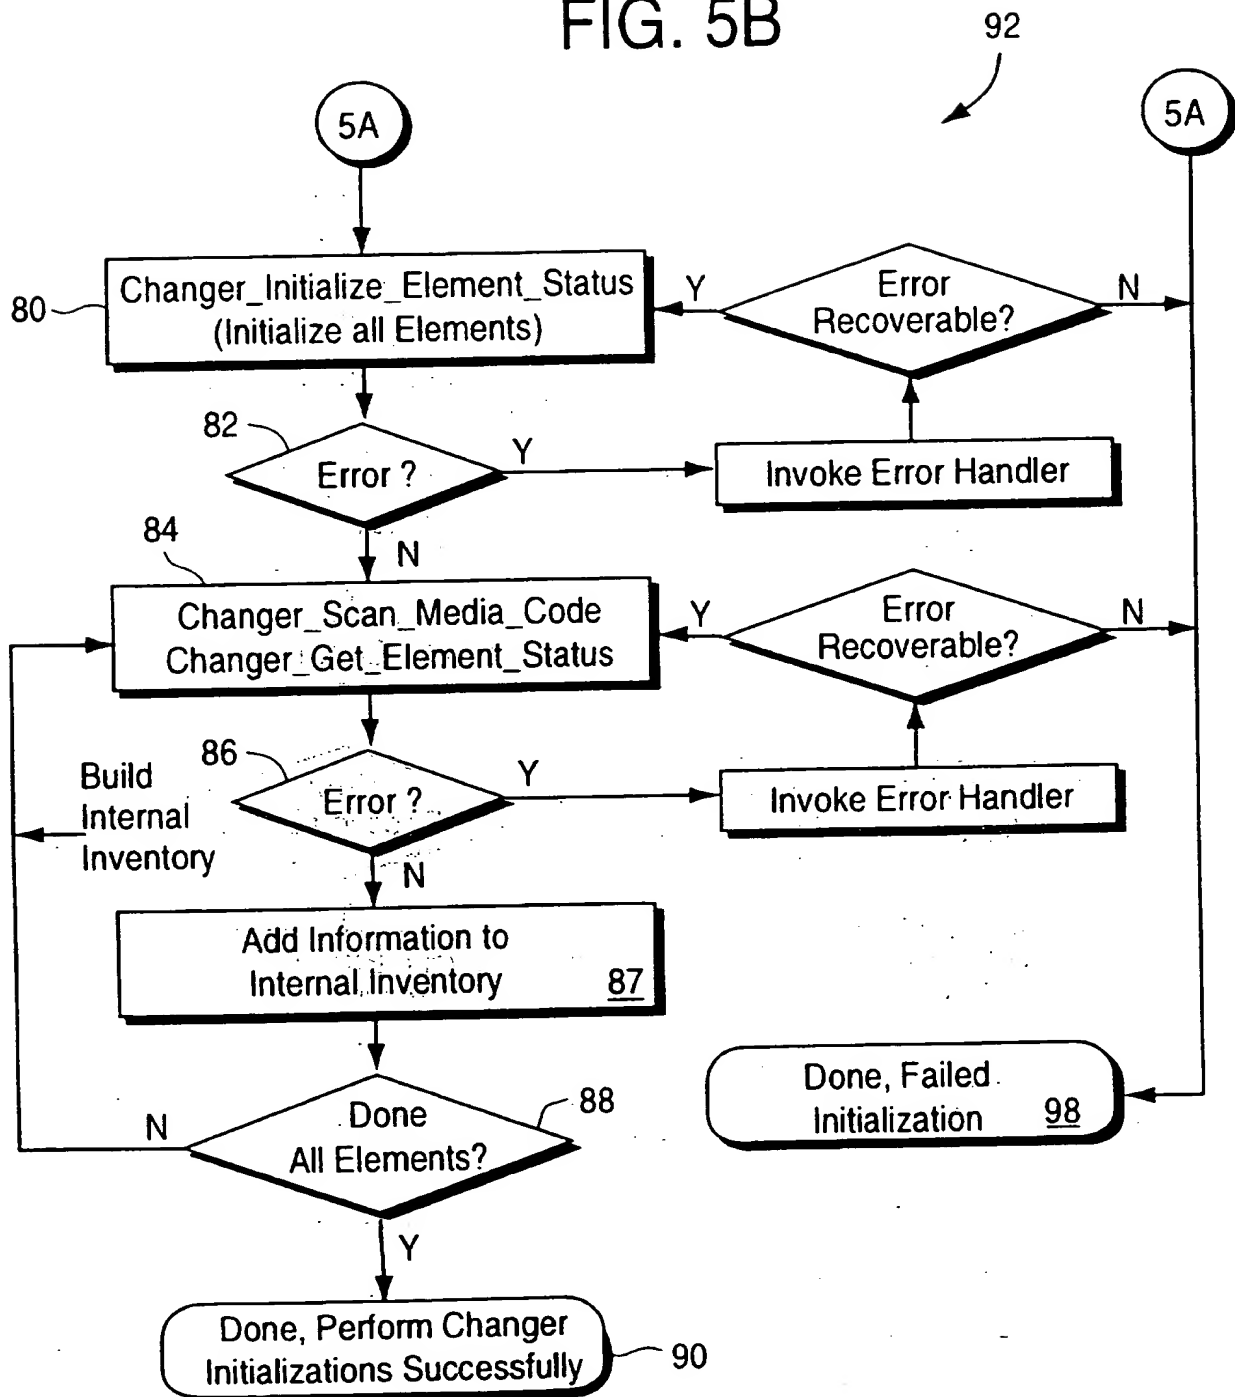 FIG. 5B
92
5A
5A
Changer_Initialize_Element_Status
(Initialize all Elements)
80
Y
Error
Recoverable?
N
82
Error ?
Y
Invoke Error Handler
N
84
Changer_Scan_Media_Code
Changer_Get_Element_Status
Y
Error
Recoverable?
N
86
Error ?
Y
Invoke Error Handler
Build
Internal
Inventory
N
Add Information to
Internal Inventory
87
Done
All Elements?
88
N
Y
Done, Failed
Initialization
98
Done, Perform Changer
Initializations Successfully
90